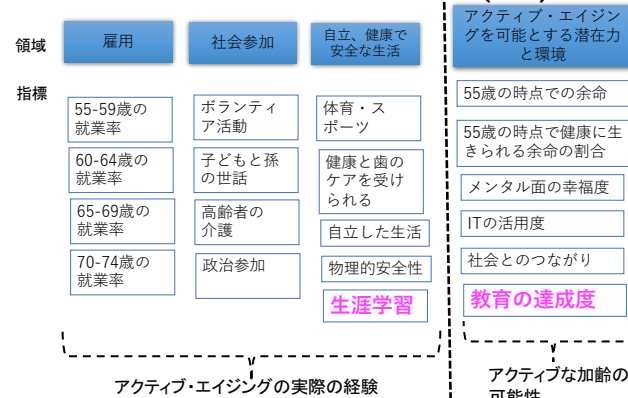 領域
雇用
社会参加
自立、健康で
安全な生活
アクティブ・エイジン
グを可能とする潜在力
と環境
指標
55-59歳の
就業率
60-64歳の
就業率
65-69歳の
就業率
70-74歳の
就業率
ボランティ
ア活動
子どもと孫
の世話
高齢者の
介護
政治参加
体育・ス
ポーツ
健康と歯の
ケアを受け
られる
自立した生活
物理的安全性
生涯学習
55歳の時点での余命
55歳の時点で健康に生
きられる余命の割合
メンタル面の幸福度
ITの活用度
社会とのつながり
教育の達成度
アクティブ・エイジングの実際の経験
アクティブな加齢の
可能性